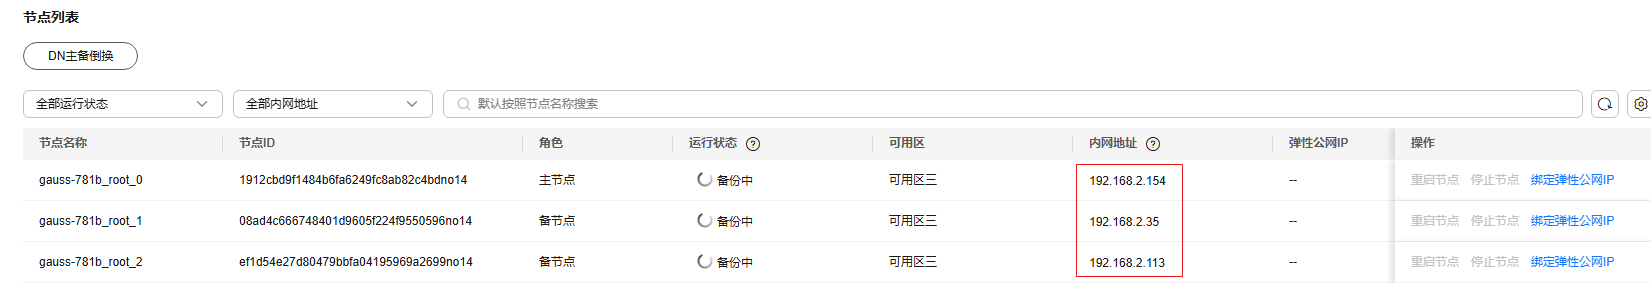 节点列表
DN主备倒换
全部运行状态 全部内网地址 默认按照节点名称搜索
节点名称 节点ID 角色 运行状态 ? 可用区 内网地址 ? 弹性公网IP 操作
gauss-781b_root_0 1912cbd9f1484b6fa6249fc8ab82c4bdno14 主节点 备份中 可用区三 192.168.2.154 -- 重启节点 停止节点 绑定弹性公网IP
gauss-781b_root_1 08ad4c666748401d9605f224f9550596no14 备节点 备份中 可用区三 192.168.2.35 -- 重启节点 停止节点 绑定弹性公网IP
gauss-781b_root_2 ef1d54e27d80479bbfa04195969a2699no14 备节点 备份中 可用区三 192.168.2.113 -- 重启节点 停止节点 绑定弹性公网IP